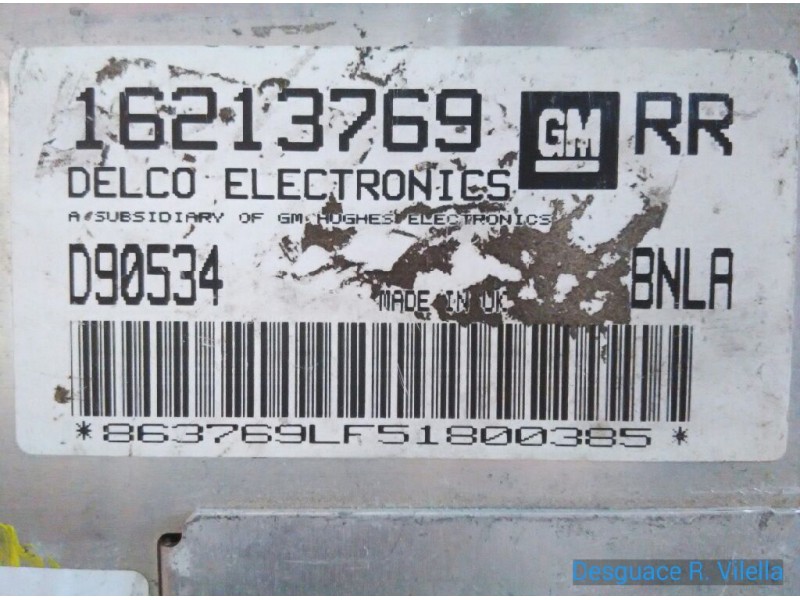 16213769 GM RR
DELCO ELECTRONICS
A SUBSIDIARY OF GM HUGHES ELECTRONICS
D90534 MADE IN UK BNLA
*863769LF51800385*
Desguace R. Vilella